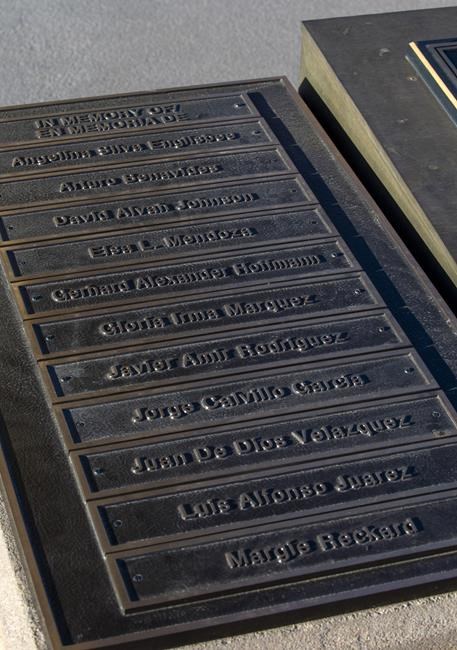 IN MEMORY OF/
EN MEMORIA DE
Angelina Silva Englisbee
Arturo Benavides
David Alvah Johnson
Elsa L. Mendoza
Gerhard Alexander Hoffmann
Gloria Irma Marquez
Javier Amir Rodriguez
Jorge Calvillo Garcia
Juan De Dios Velazquez
Luis Alfonso Juarez
Margie Reckard